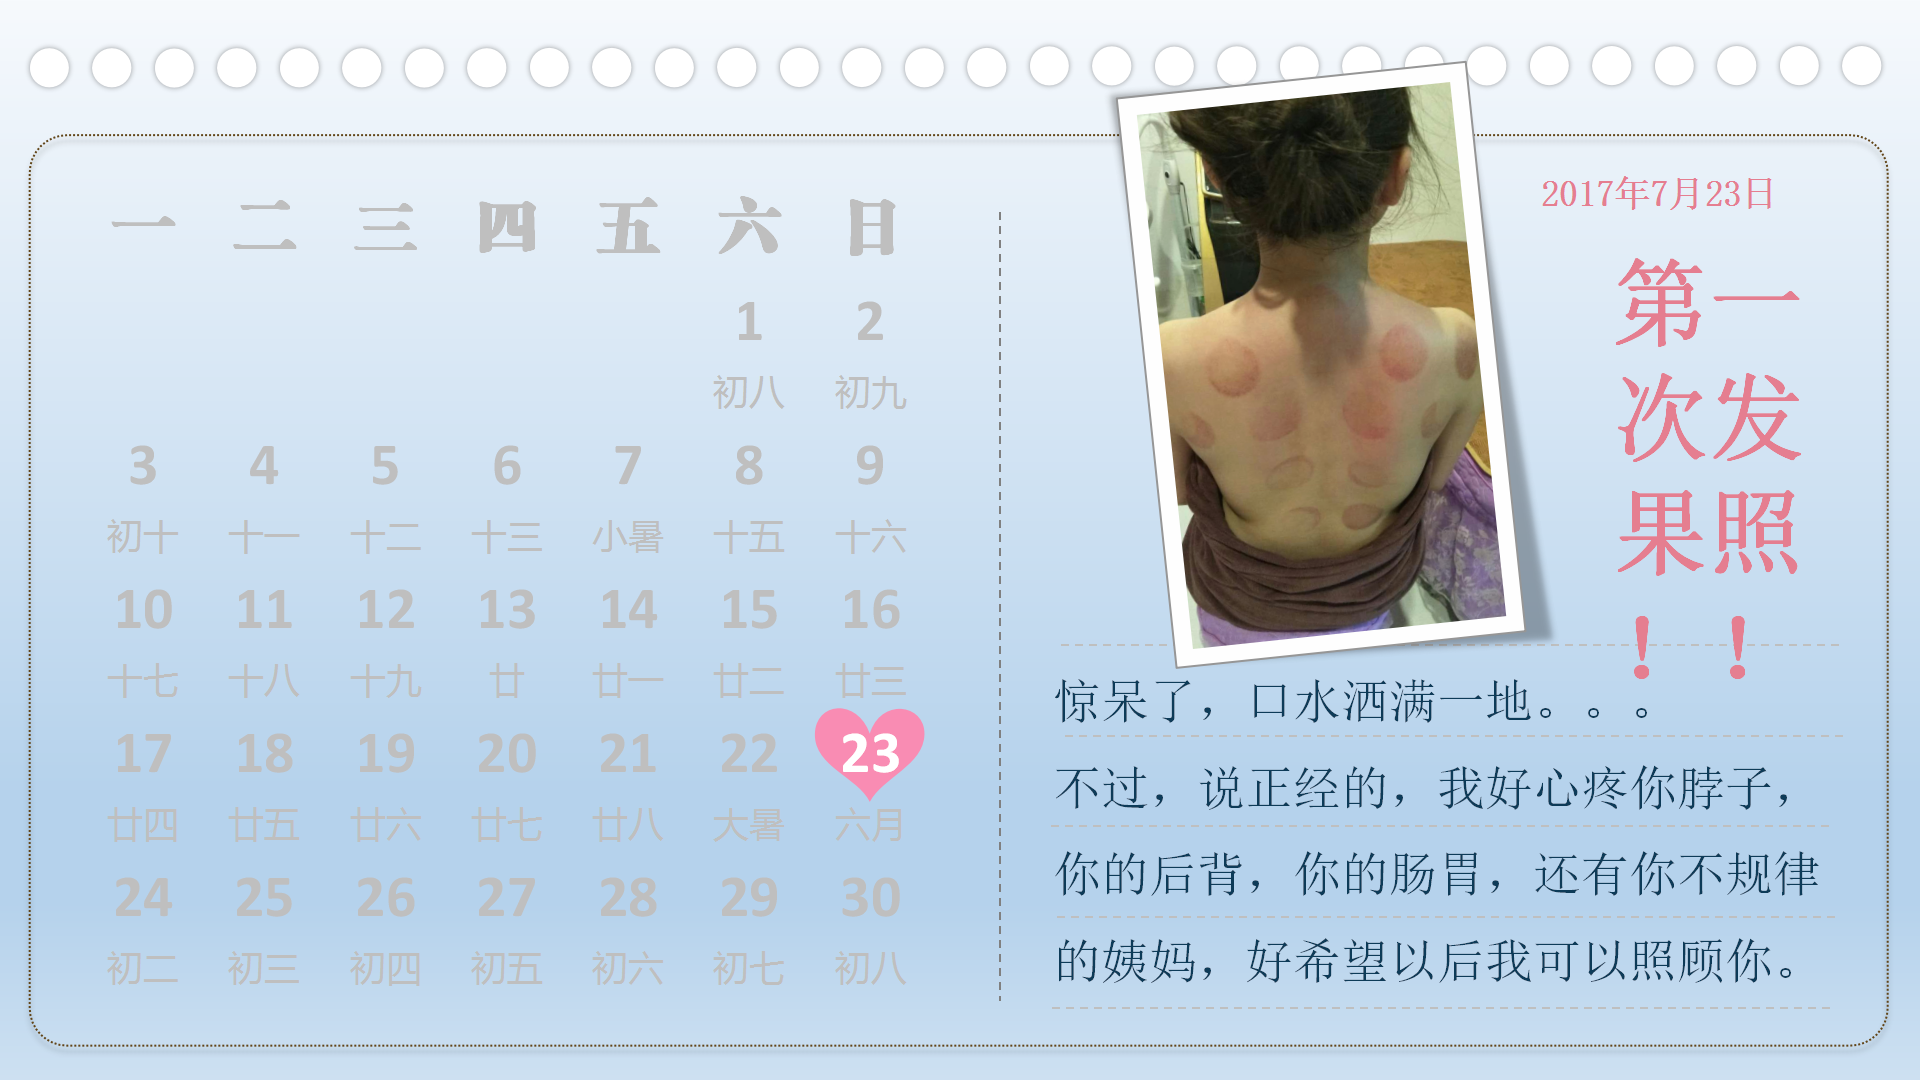 一 二 三 四 五 六 日
1 2
初八 初九
3 4 5 6 7 8 9
初十 十一 十二 十三 小暑 十五 十六
10 11 12 13 14 15 16
十七 十八 十九 廿 廿一 廿二 廿三
17 18 19 20 21 22 23
廿四 廿五 廿六 廿七 廿八 大暑 六月
24 25 26 27 28 29 30
初二 初三 初四 初五 初六 初七 初八
2017年7月23日
第一
次发
果照
！！
惊呆了，口水洒满一地。。。
不过，说正经的，我好心疼你脖子，
你的后背，你的肠胃，还有你不规律
的姨妈，好希望以后我可以照顾你。